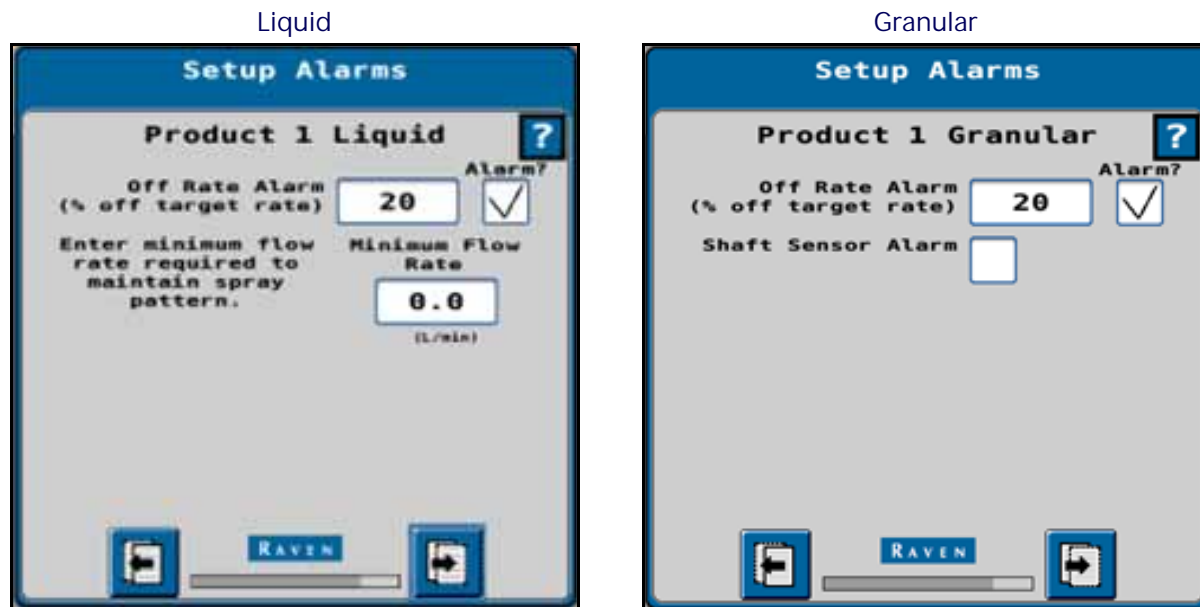 Liquid
Setup Alarms
Product 1 Liquid
?
Alarm?
Off Rate Alarm
(% off target rate)
20
Enter minimum flow
rate required to
maintain spray
pattern.
Minimum Flow
Rate
0.0
(L/min)
RAVEN
Granular
Setup Alarms
Product 1 Granular
?
Alarm?
Off Rate Alarm
(% off target rate)
20
Shaft Sensor Alarm
RAVEN